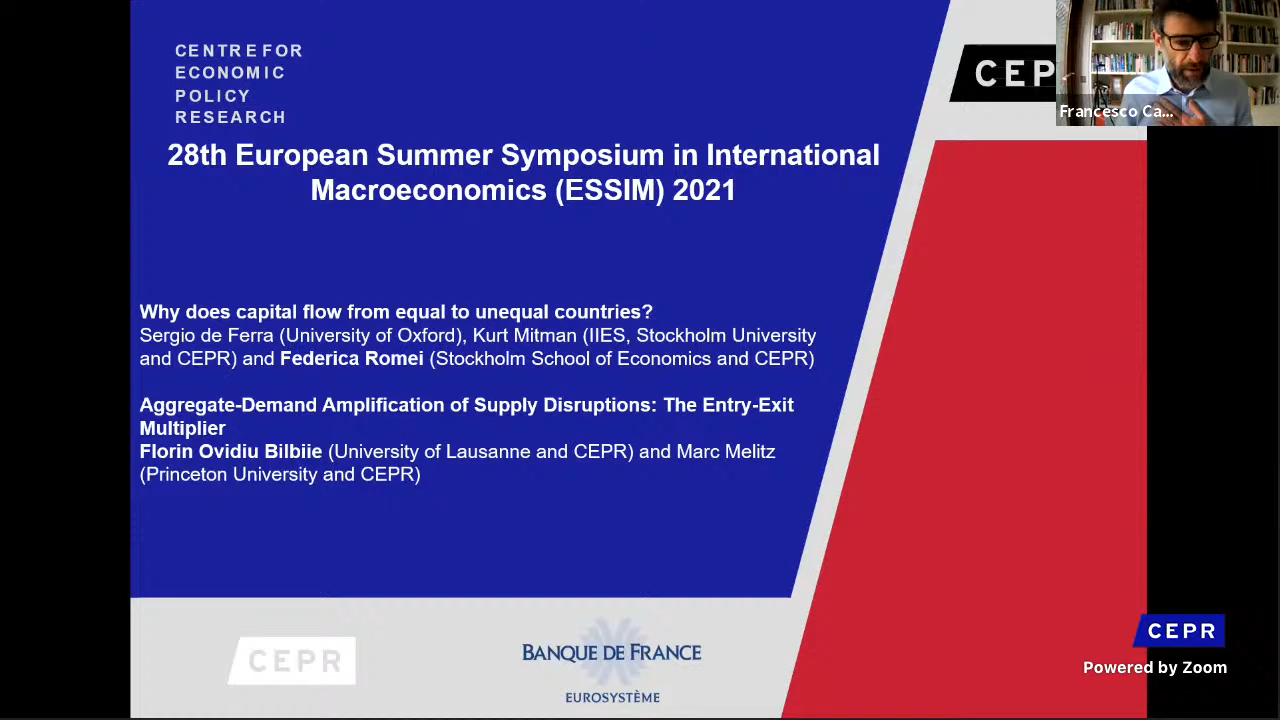 CENTRE FOR
ECONOMIC
POLICY
RESEARCH
CEP
Francesco Ca...
28th European Summer Symposium in International
Macroeconomics (ESSIM) 2021
Why does capital flow from equal to unequal countries?
Sergio de Ferra (University of Oxford), Kurt Mitman (IIES, Stockholm University
and CEPR) and Federica Romei (Stockholm School of Economics and CEPR)
Aggregate-Demand Amplification of Supply Disruptions: The Entry-Exit
Multiplier
Florin Ovidiu Bilbiie (University of Lausanne and CEPR) and Marc Melitz
(Princeton University and CEPR)
CEPR
BANQUE DE FRANCE
EUROSYSTÈME
CEPR
Powered by Zoom